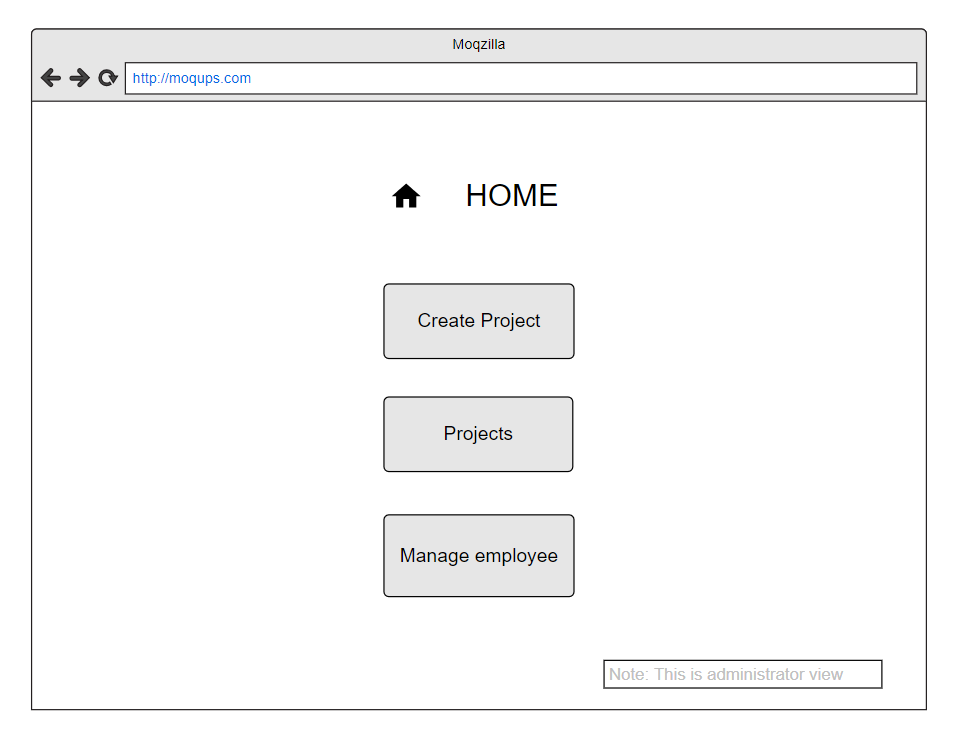 Moqzilla
http://moqups.com
HOME
Create Project
Projects
Manage employee
Note: This is administrator view